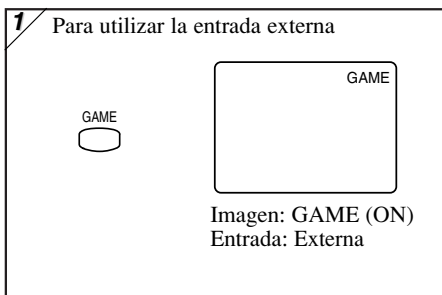 1 Para utilizar la entrada externa
GAME
GAME
Imagen: GAME (ON)
Entrada: Externa